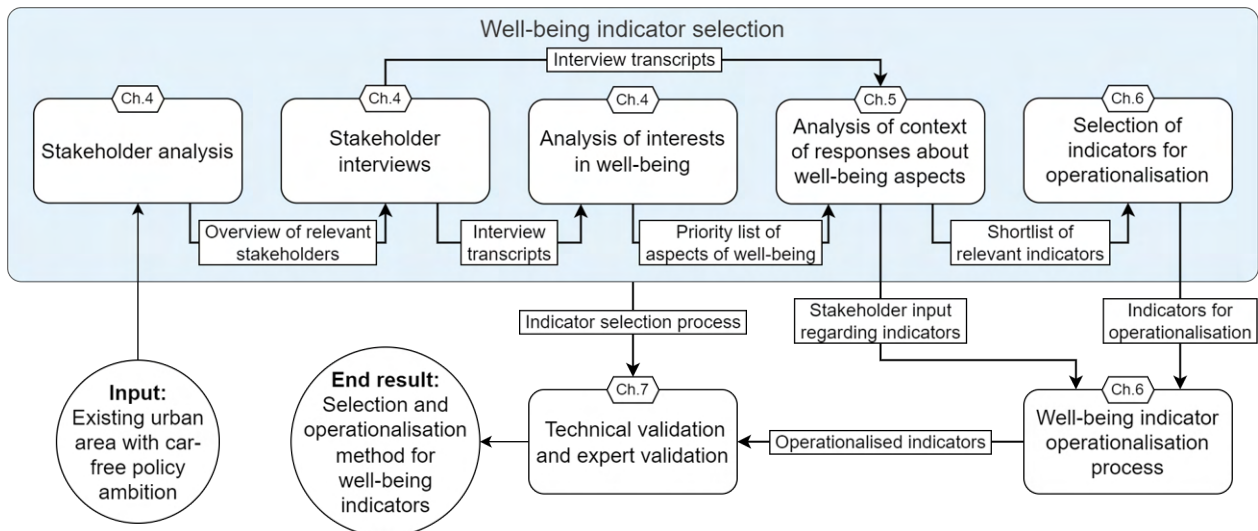 Well-being indicator selection
Interview transcripts
Ch.4
Stakeholder analysis
Ch.4
Stakeholder
interviews
Ch.4
Analysis of interests
in well-being
Ch.5
Analysis of context
of responses about
well-being aspects
Ch.6
Selection of
indicators for
operationalisation
Overview of relevant
stakeholders
Interview
transcripts
Priority list of
aspects of well-being
Shortlist of
relevant indicators
Indicator selection process
Stakeholder input
regarding indicators
Indicators for
operationalisation
Input:
Existing urban
area with car-
free policy
ambition
End result:
Selection and
operationalisation
method for
well-being
indicators
Ch.7
Technical validation
and expert validation
Operationalised indicators
Ch.6
Well-being indicator
operationalisation
process